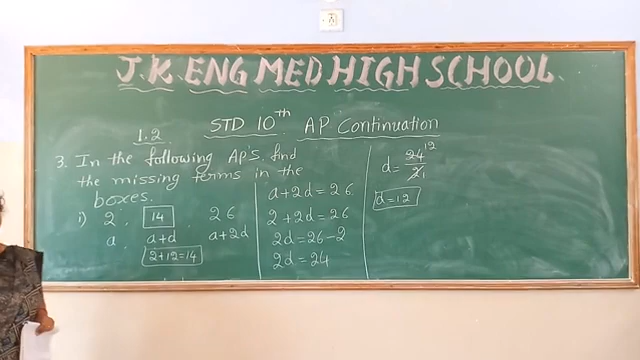 J.K. ENG MED HIGH SCHOOL
STD 10th AP Continuation
1.2
3. In the following AP's, find
the missing terms in the
boxes.
i) 2, 14, 26
a, a+d a+2d
2+12=14
a+2d=26
2+2d=26
2d=26-2
2d=24
d= 24 12 / 2 1
d=12